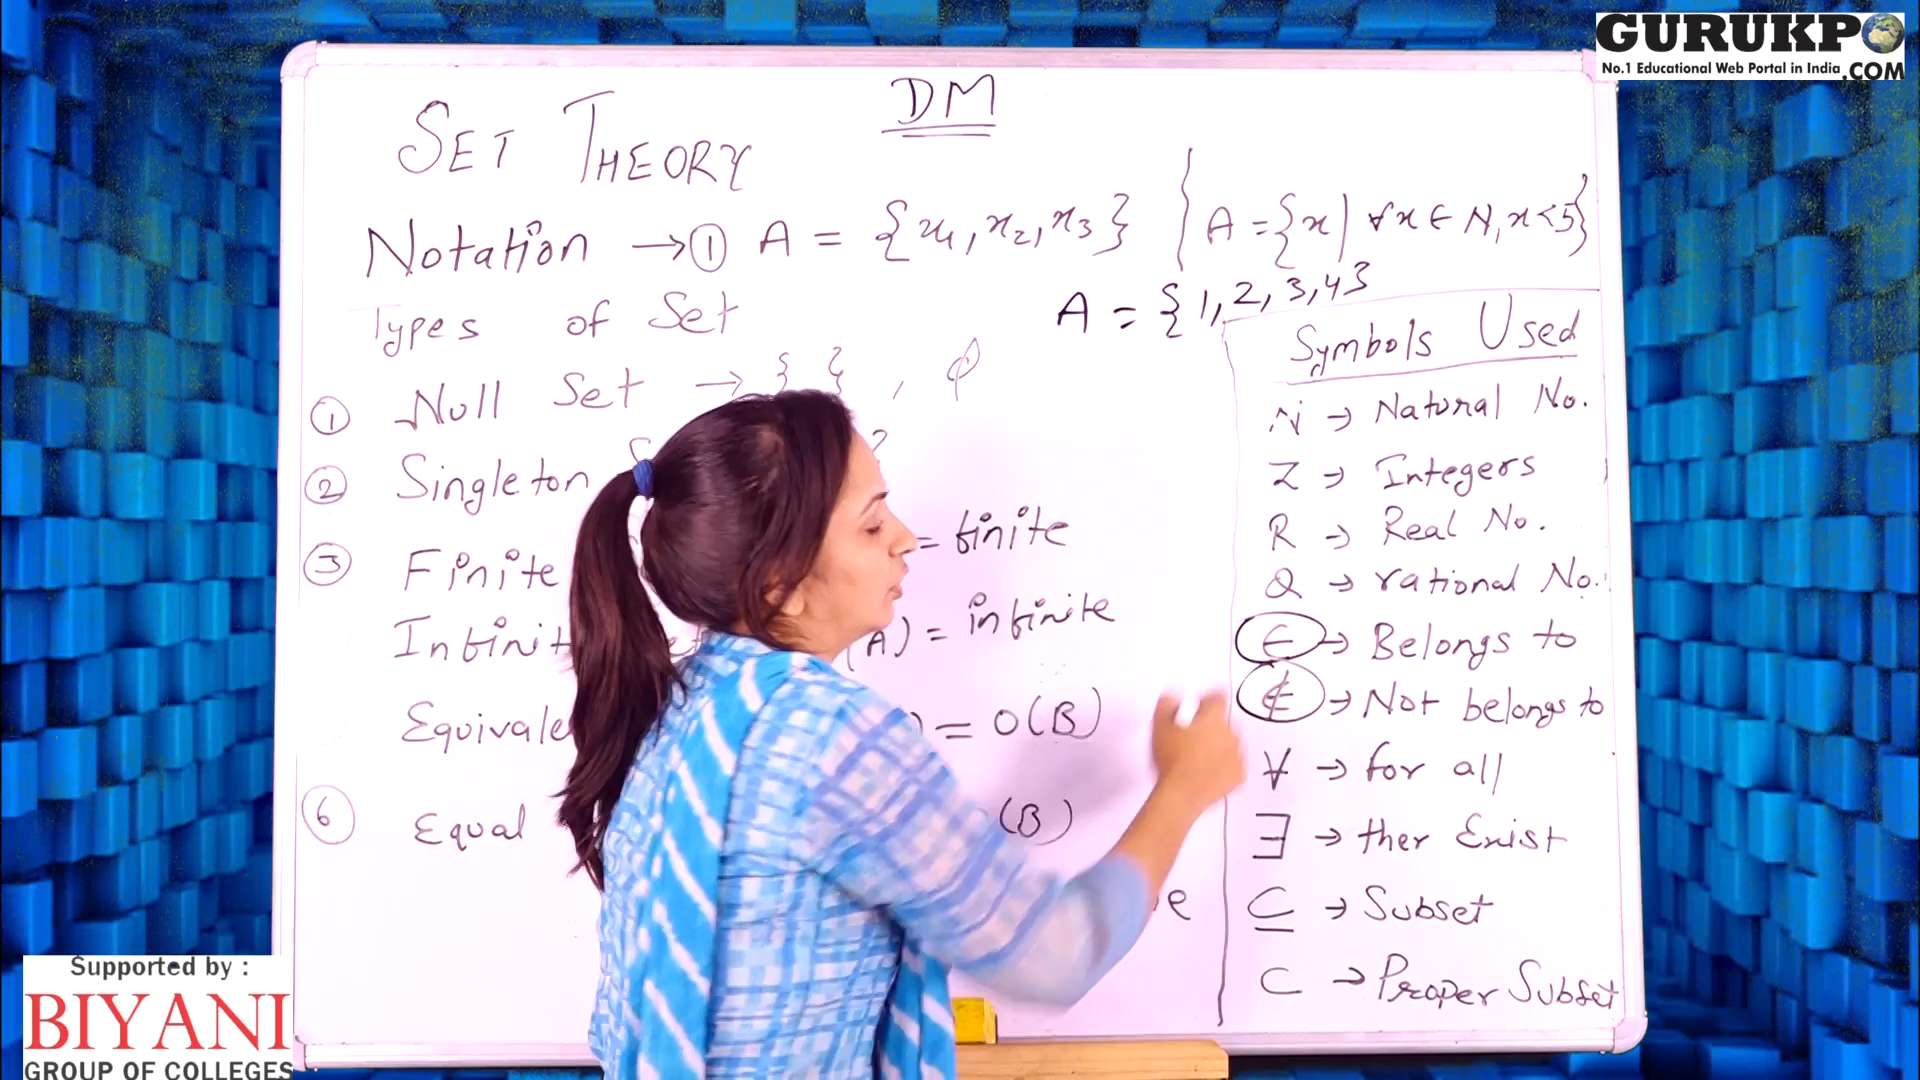 GURUKPO
No.1 Educational Web Portal in India .COM
DM
SET THEORY
Notation → ① A = {x₁, x₂, x₃} { A = {x | ∀x ∈ N, x<5}
A = {1, 2, 3, 4}
Types of Set
① Null Set → } {, ϕ
② Singleton
③ Finite = finite
Infinit A) = infinite
Equivale ) = O(B)
⑥ Equal (B)
e
Symbols Used
N → Natural No.
Z → Integers
R → Real No.
Q → rational No.
∈ → Belongs to
∉ → Not belongs to
∀ → for all
∃ → ther Exist
⊆ → Subset
⊂ → Proper Subset
Supported by :
BIYANI
GROUP OF COLLEGES